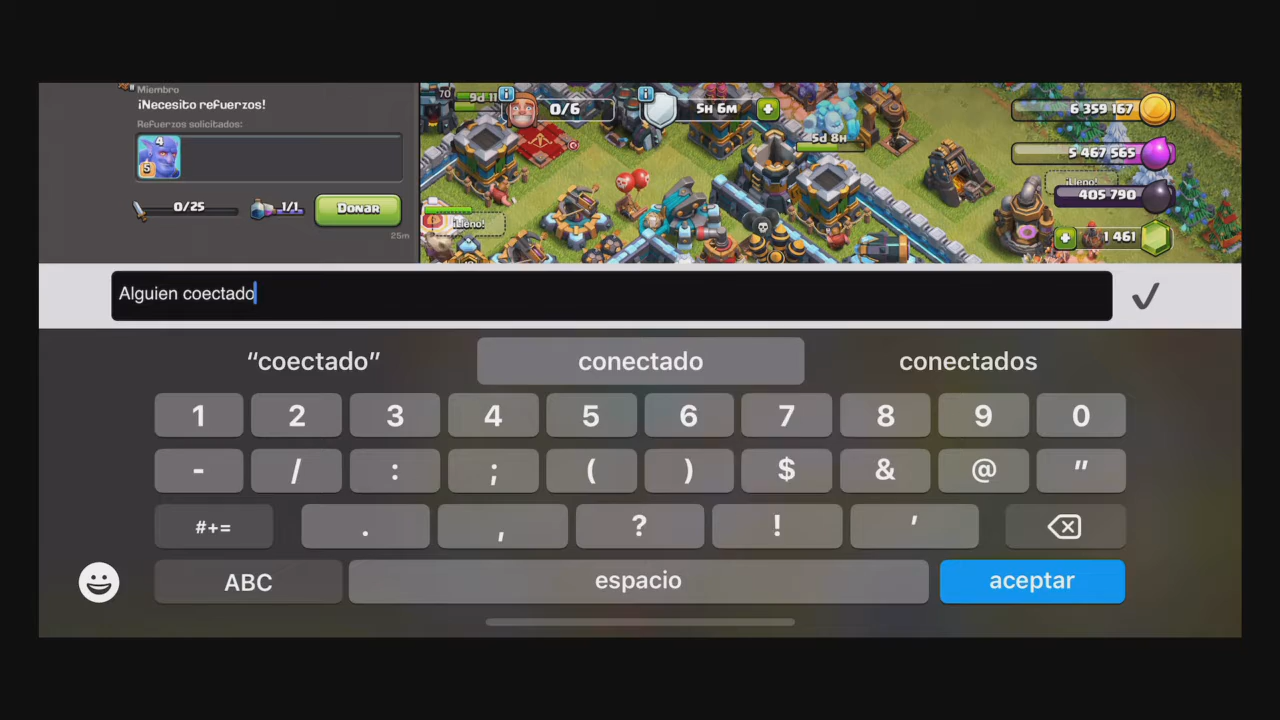 Miembro
¡Necesito refuerzos!
Refuerzos solicitados:
4
5
0/25
1/1
Donar
25m
70
9d 11
0/6
5h 6m
5d 8H
6 359 167
5 467 565
¡Lleno!
405 790
1 461
¡Lleno!
Alguien coectado
“coectado”
conectado
conectados
1 2 3 4 5 6 7 8 9 0
- / : ; ( ) $ & @ "
#+= . , ? ! '
ABC
espacio
aceptar